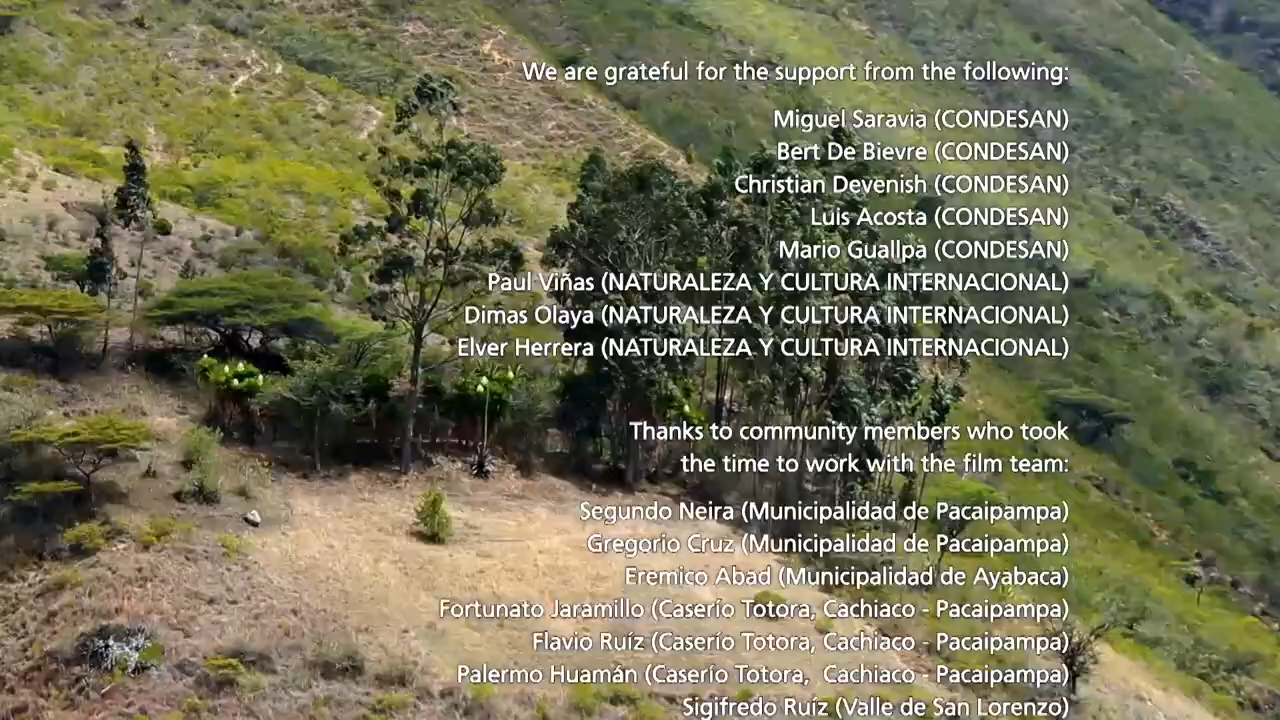 We are grateful for the support from the following:
Miguel Saravia (CONDESAN)
Bert De Bievre (CONDESAN)
Christian Devenish (CONDESAN)
Luis Acosta (CONDESAN)
Mario Guallpa (CONDESAN)
Paul Viñas (NATURALEZA Y CULTURA INTERNACIONAL)
Dimas Olaya (NATURALEZA Y CULTURA INTERNACIONAL)
Elver Herrera (NATURALEZA Y CULTURA INTERNACIONAL)
Thanks to community members who took
the time to work with the film team:
Segundo Neira (Municipalidad de Pacaipampa)
Gregorio Cruz (Municipalidad de Pacaipampa)
Eremico Abad (Municipalidad de Ayabaca)
Fortunato Jaramillo (Caserío Totora, Cachiaco - Pacaipampa)
Flavio Ruíz (Caserío Totora, Cachiaco - Pacaipampa)
Palermo Huamán (Caserío Totora,  Cachiaco - Pacaipampa)
Sigifredo Ruíz (Valle de San Lorenzo)